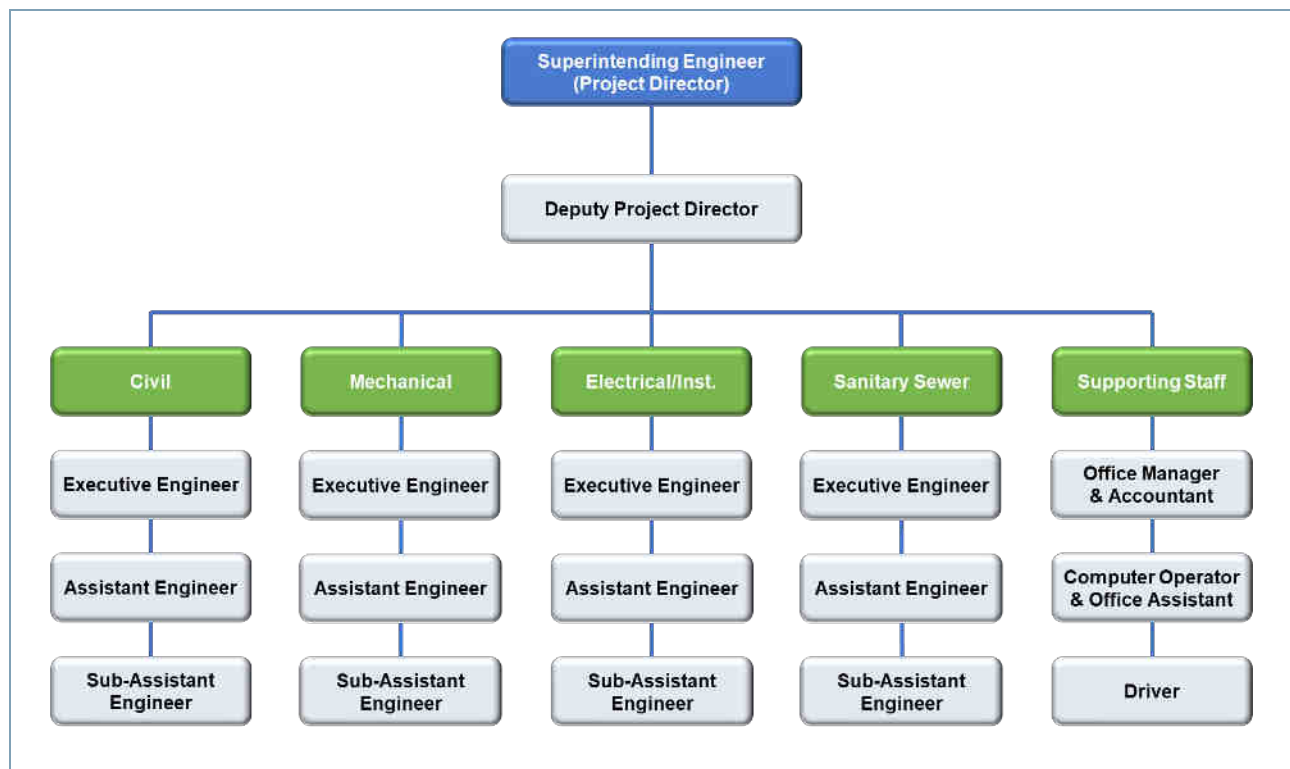 Superintending Engineer
(Project Director)
Deputy Project Director
Civil
Mechanical
Electrical/Inst.
Sanitary Sewer
Supporting Staff
Executive Engineer
Executive Engineer
Executive Engineer
Executive Engineer
Office Manager
& Accountant
Assistant Engineer
Assistant Engineer
Assistant Engineer
Assistant Engineer
Computer Operator
& Office Assistant
Sub-Assistant
Engineer
Sub-Assistant
Engineer
Sub-Assistant
Engineer
Sub-Assistant
Engineer
Driver